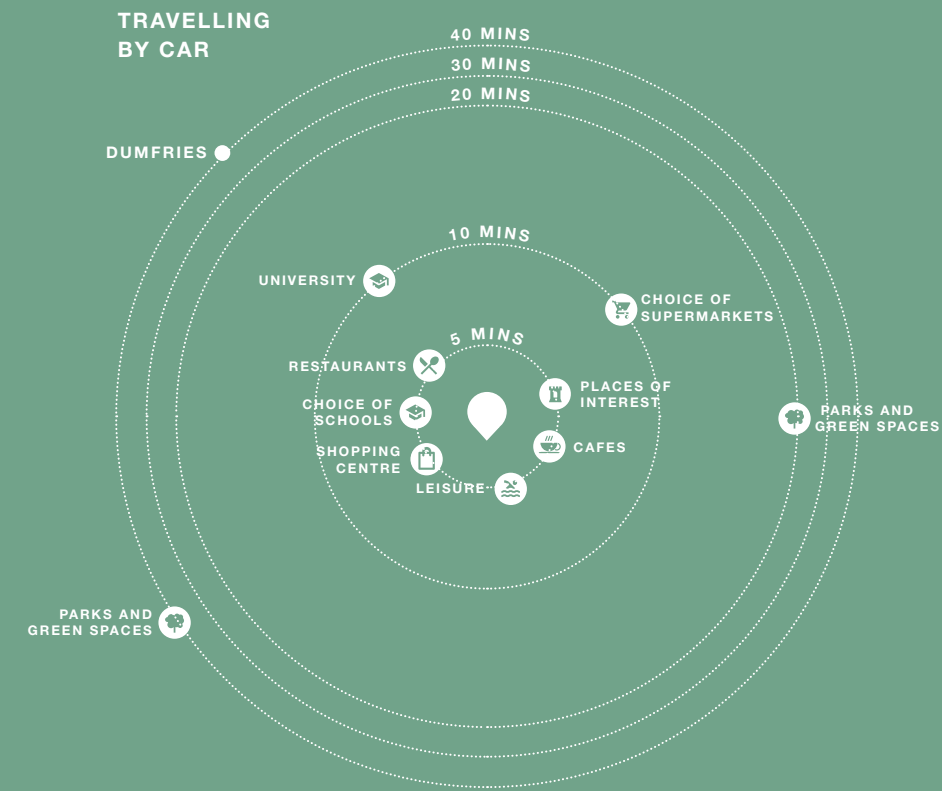 TRAVELLING
BY CAR
40 MINS
30 MINS
20 MINS
DUMFRIES
10 MINS
UNIVERSITY
CHOICE OF
SUPERMARKETS
5 MINS
RESTAURANTS
PLACES OF
INTEREST
CHOICE OF
SCHOOLS
PARKS AND
GREEN SPACES
CAFES
SHOPPING
CENTRE
LEISURE
PARKS AND
GREEN SPACES